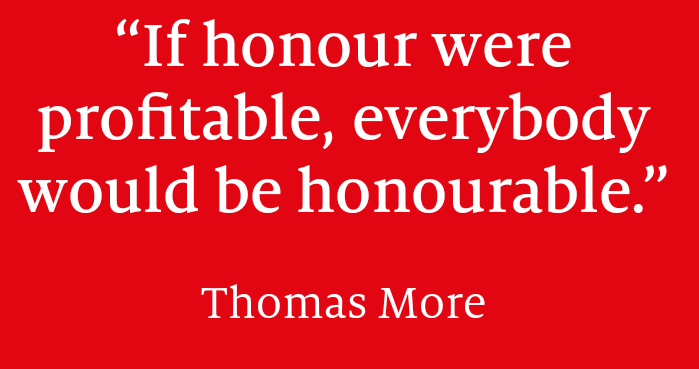 “If honour were
profitable, everybody
would be honourable.”
Thomas More